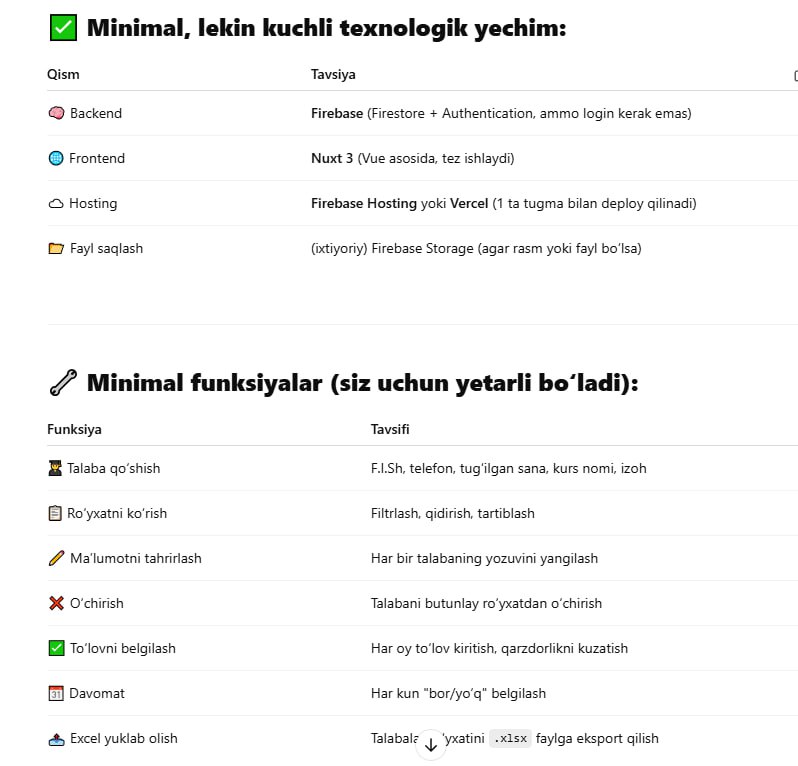 Minimal, lekin kuchli texnologik yechim:
Qism Tavsiya
Backend Firebase (Firestore + Authentication, ammo login kerak emas)
Frontend Nuxt 3 (Vue asosida, tez ishlaydi)
Hosting Firebase Hosting yoki Vercel (1 ta tugma bilan deploy qilinadi)
Fayl saqlash (ixtiyoriy) Firebase Storage (agar rasm yoki fayl bo‘lsa)
Minimal funksiyalar (siz uchun yetarli bo‘ladi):
Funksiya Tavsifi
Talaba qo‘shish F.I.Sh, telefon, tug‘ilgan sana, kurs nomi, izoh
Ro‘yxatni ko‘rish Filtrlash, qidirish, tartiblash
Ma’lumotni tahrirlash Har bir talabaning yozuvini yangilash
O‘chirish Talabani butunlay ro‘yxatdan o‘chirish
To‘lovni belgilash Har oy to‘lov kiritish, qarzdorlikni kuzatish
Davomat Har kun "bor/yo‘q" belgilash
Excel yuklab olish .xlsx faylga eksport qilish